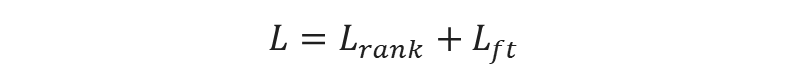 L = L_{rank} + L_{ft}